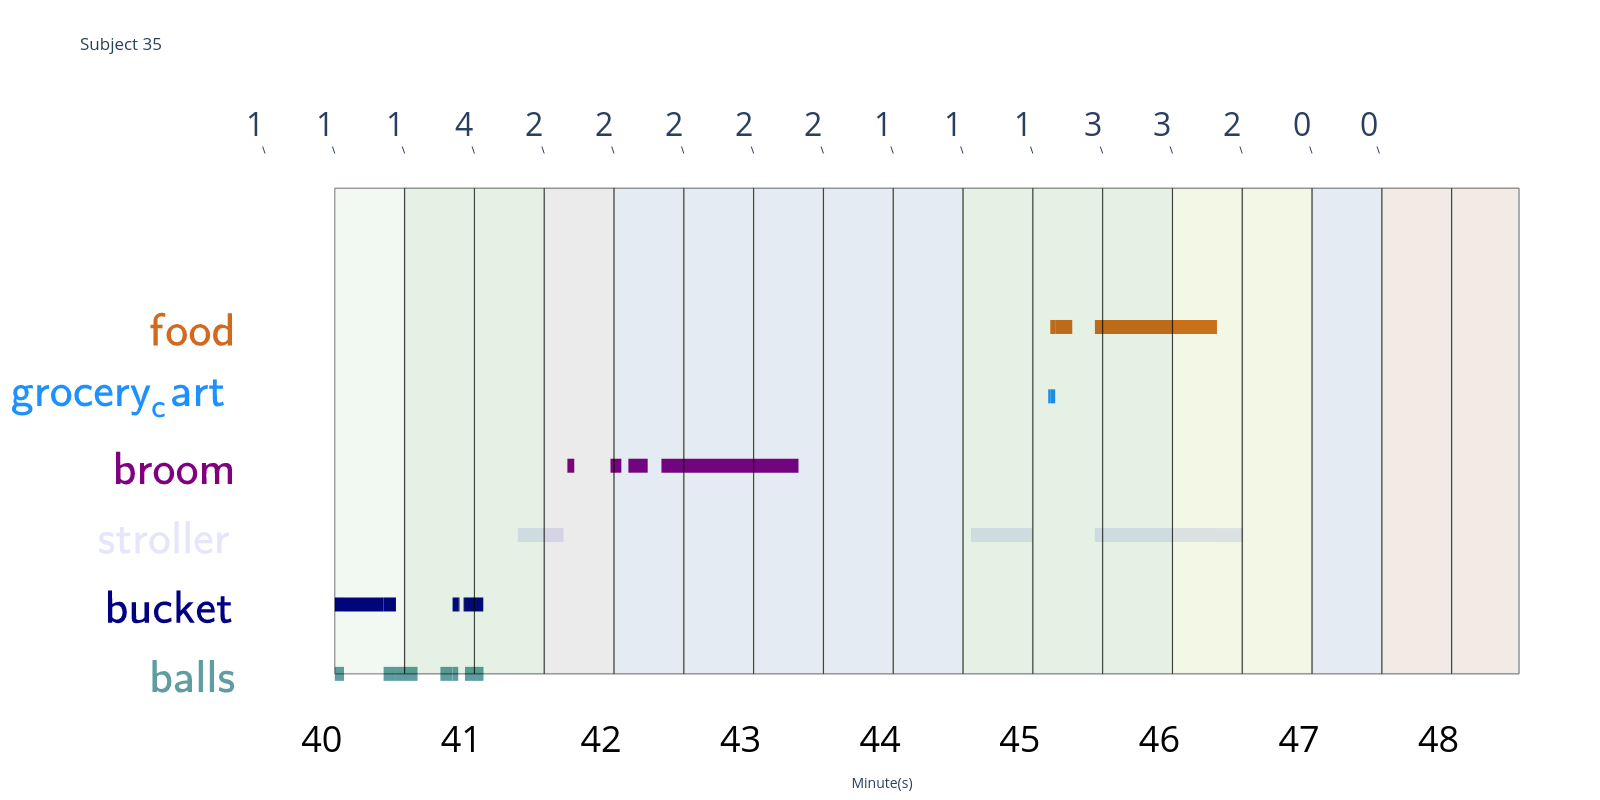 Subject 35
1 1 1 4 2 2 2 2 2 1 1 1 3 3 2 0 0
food
grocery_cart
broom
stroller
bucket
balls
40 41 42 43 44 45 46 47 48
Minute(s)